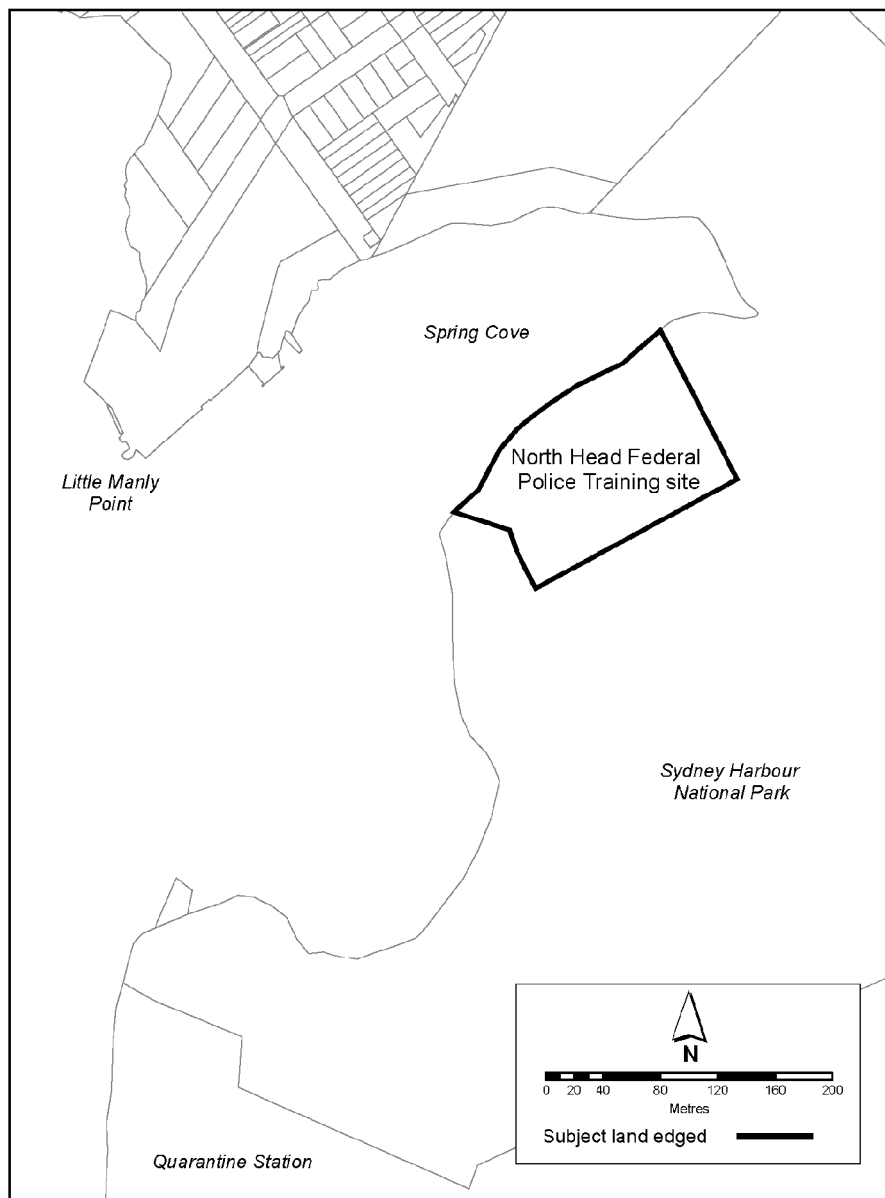 Spring Cove
North Head Federal
Police Training site
Little Manly
Point
Sydney Harbour
National Park
N
0 20 40 80 120 160 200
Metres
Subject land edged
Quarantine Station